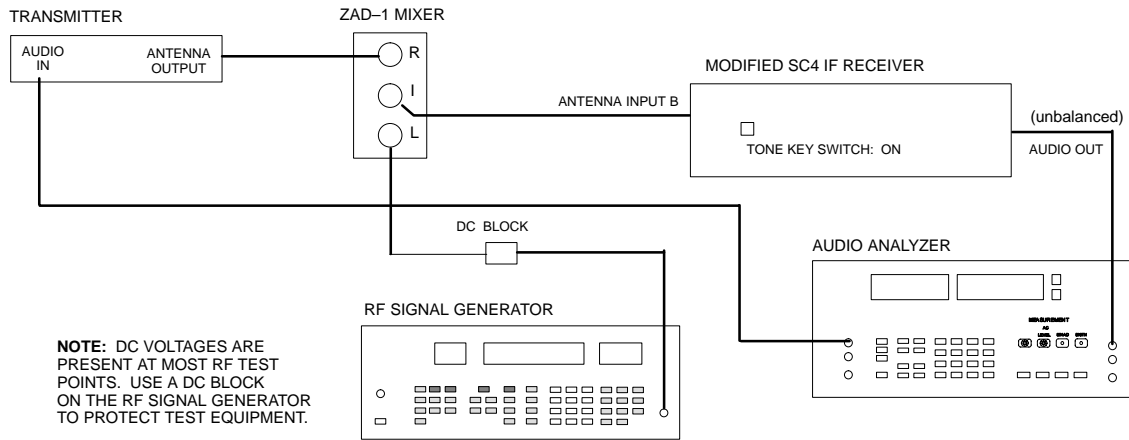 TRANSMITTER
AUDIO
IN
ANTENNA
OUTPUT
ZAD–1 MIXER
R
I
L
ANTENNA INPUT B
MODIFIED SC4 IF RECEIVER
TONE KEY SWITCH: ON
(unbalanced)
AUDIO OUT
DC BLOCK
RF SIGNAL GENERATOR
AUDIO ANALYZER
MEASUREMENT
AC
LEVEL SINAD DISTN
NOTE: DC VOLTAGES ARE
PRESENT AT MOST RF TEST
POINTS. USE A DC BLOCK
ON THE RF SIGNAL GENERATOR
TO PROTECT TEST EQUIPMENT.